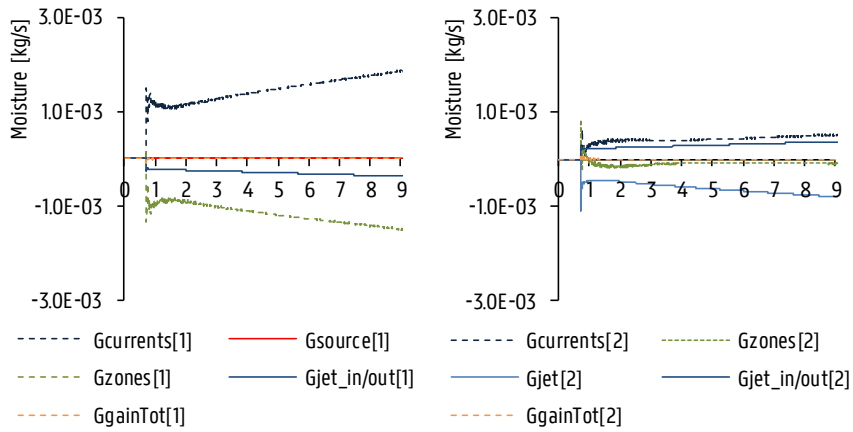 3.0E-03
1.0E-03
-1.0E-03
-3.0E-03
Moisture [kg/s]
0 1 2 3 4 5 6 7 8 9
Gcurrents[1] Gsource[1]
Gzones[1] Gjet_in/out[1]
GgainTot[1]
3.0E-03
1.0E-03
-1.0E-03
-3.0E-03
Moisture [kg/s]
0 1 2 3 4 5 6 7 8 9
Gcurrents[2] Gzones[2]
Gjet[2] Gjet_in/out[2]
GgainTot[2]